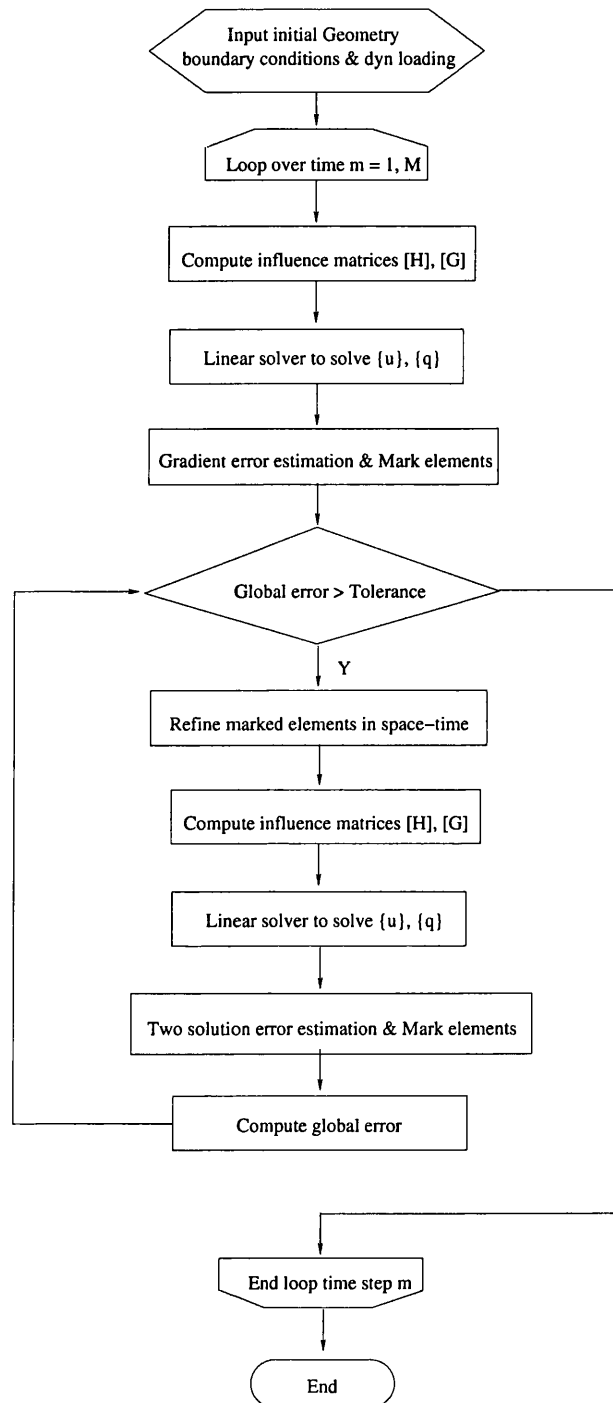 Input initial Geometry
boundary conditions & dyn loading
Loop over time m = 1, M
Compute influence matrices [H], [G]
Linear solver to solve {u}, {q}
Gradient error estimation & Mark elements
Global error > Tolerance
Y
Refine marked elements in space−time
Compute influence matrices [H], [G]
Linear solver to solve {u}, {q}
Two solution error estimation & Mark elements
Compute global error
End loop time step m
End